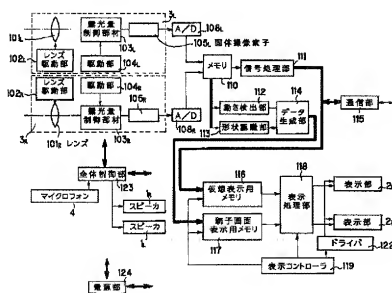 3L
106L
101L
露光量
制御部材
103L
105L 固体撮像素子
A/D
レンズ
駆動部
102L
駆動部
104L
メモリ
110
信号処理部
111
レンズ
駆動部
102R
駆動部
104R
105R
動き検出部
112
データ
生成部
114
通信部
115
113
形状認識部
露光量
制御部材
103R
A/D
106R
3R
101R レンズ
全体制御部
123
マイクロフォン
4
スピーカ
スピーカ
116
仮想表示用
メモリ
118
表示
処理部
表示部
表示部
親子画面
表示用メモリ
117
ドライバ
122
表示コントローラ
119
電源部
124